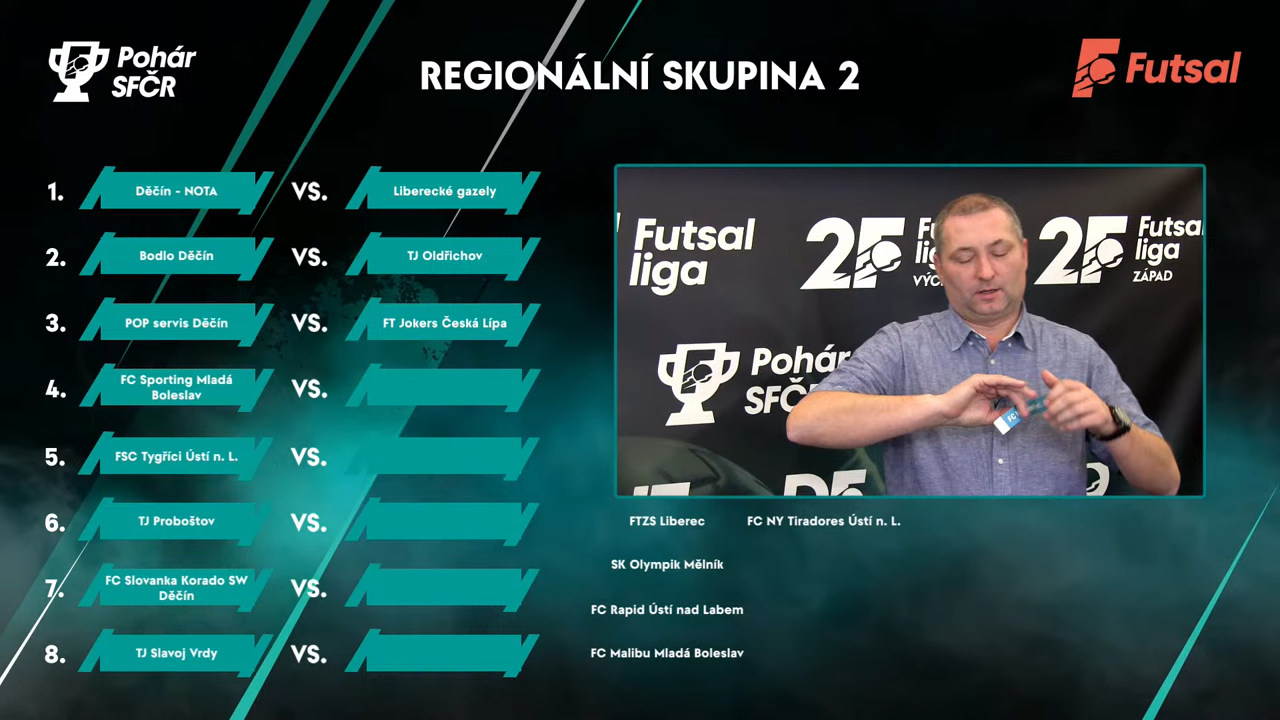 Pohár
SFČR
REGIONÁLNÍ SKUPINA 2
Futsal
1.
Děčín - NOTA
VS.
Liberecké gazely
2.
Bodlo Děčín
VS.
TJ Oldřichov
3.
POP servis Děčín
VS.
FT Jokers Česká Lípa
4.
FC Sporting Mladá
Boleslav
VS.
5.
FSC Tygříci Ústí n. L.
VS.
6.
TJ Proboštov
VS.
7.
FC Slovanka Korado SW
Děčín
VS.
8.
TJ Slavoj Vrdy
VS.
Futsal
liga
2F
2F
Futsal
liga
ZÁPAD
Pohár
SFČR
FC
FTZS Liberec
FC NY Tiradores Ústí n. L.
SK Olympik Mělník
FC Rapid Ústí nad Labem
FC Malibu Mladá Boleslav